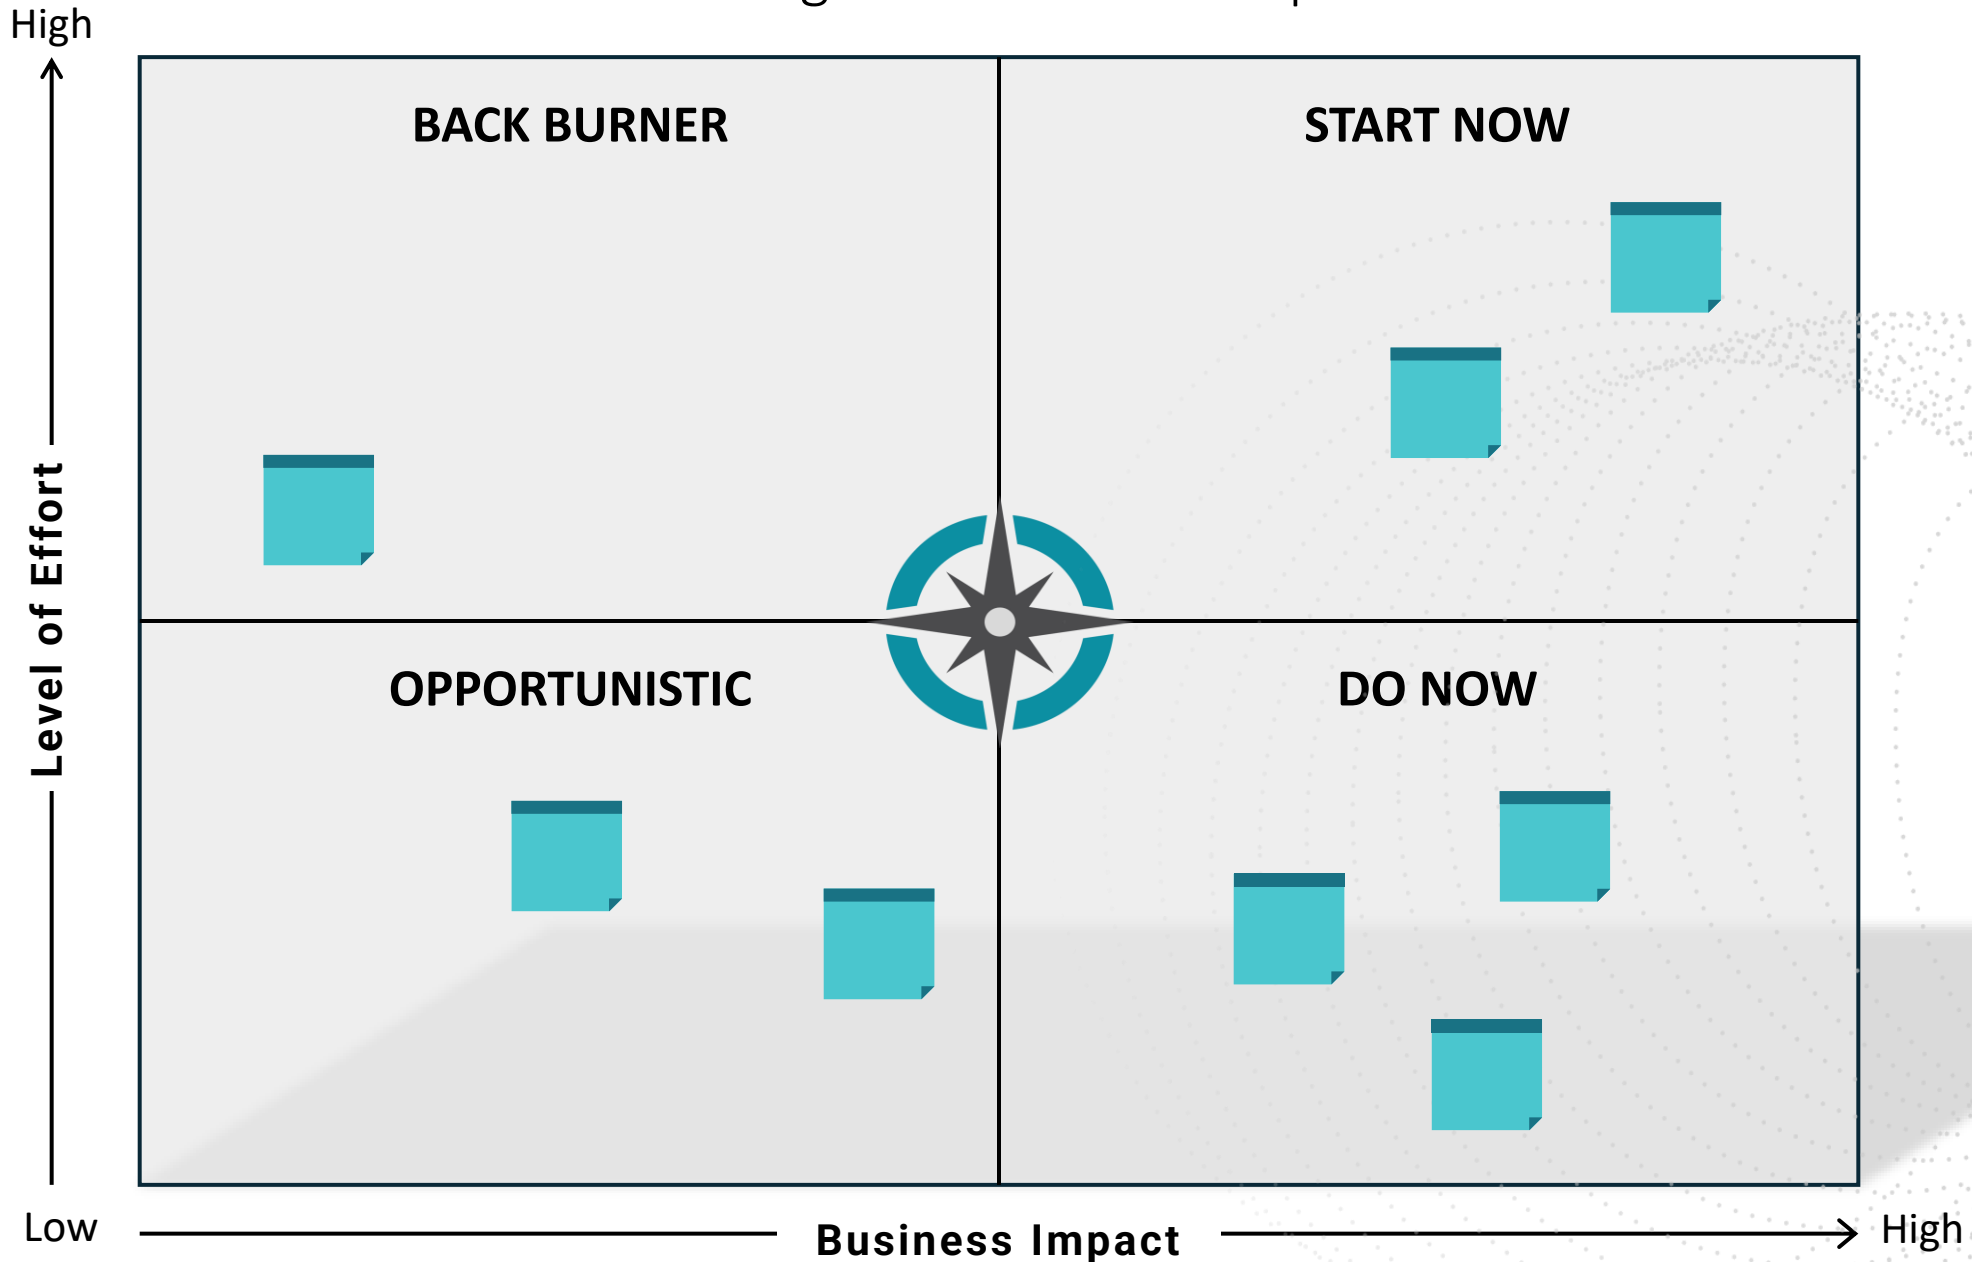 High
BACK BURNER
START NOW
Level of Effort
OPPORTUNISTIC
DO NOW
Low
Business Impact
High